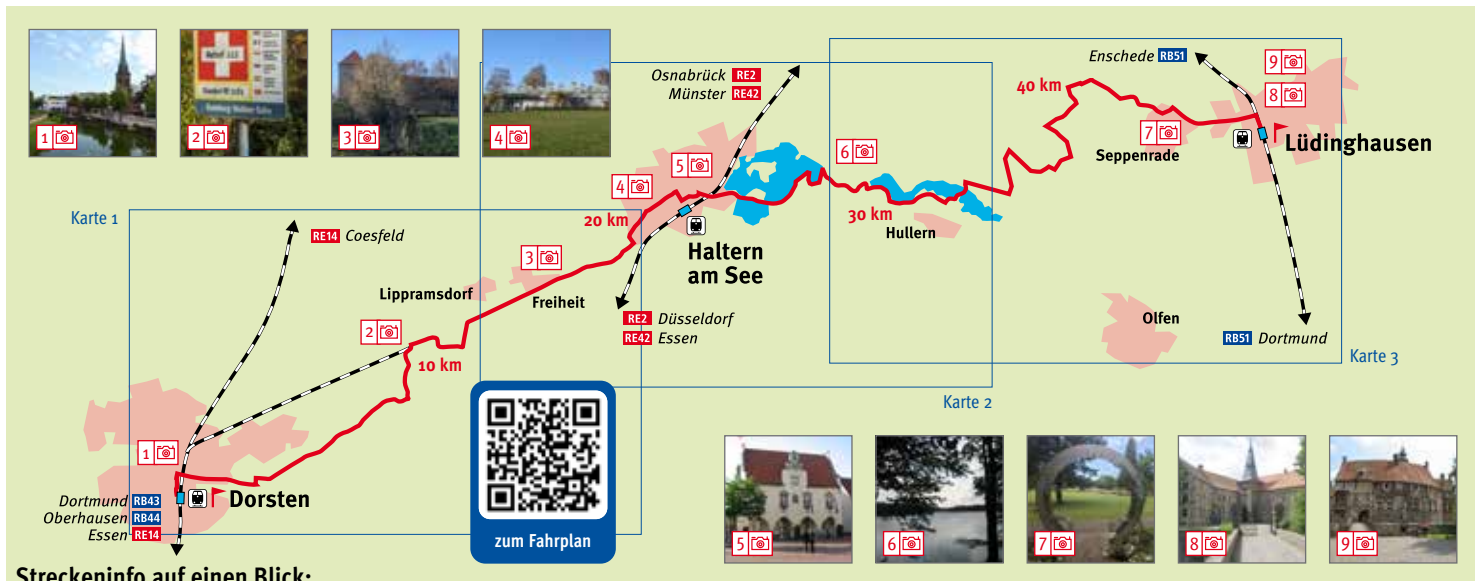 1
2
3
4
Osnabrück RE2
Münster RE42
Enschede RB51
9
8
40 km
7
Seppenrade
Lüdinghausen
6
5
4
20 km
30 km
Hullern
Karte 1
RE14 Coesfeld
3
Haltern
am See
Lippramsdorf
Freiheit
RE2 Düsseldorf
RE42 Essen
Olfen
RB51 Dortmund
2
10 km
Karte 3
Karte 2
1
Dorsten
Dortmund RB43
Oberhausen RB44
Essen RE14
zum Fahrplan
5
6
7
8
9
Streckeninfo auf einen Blick: